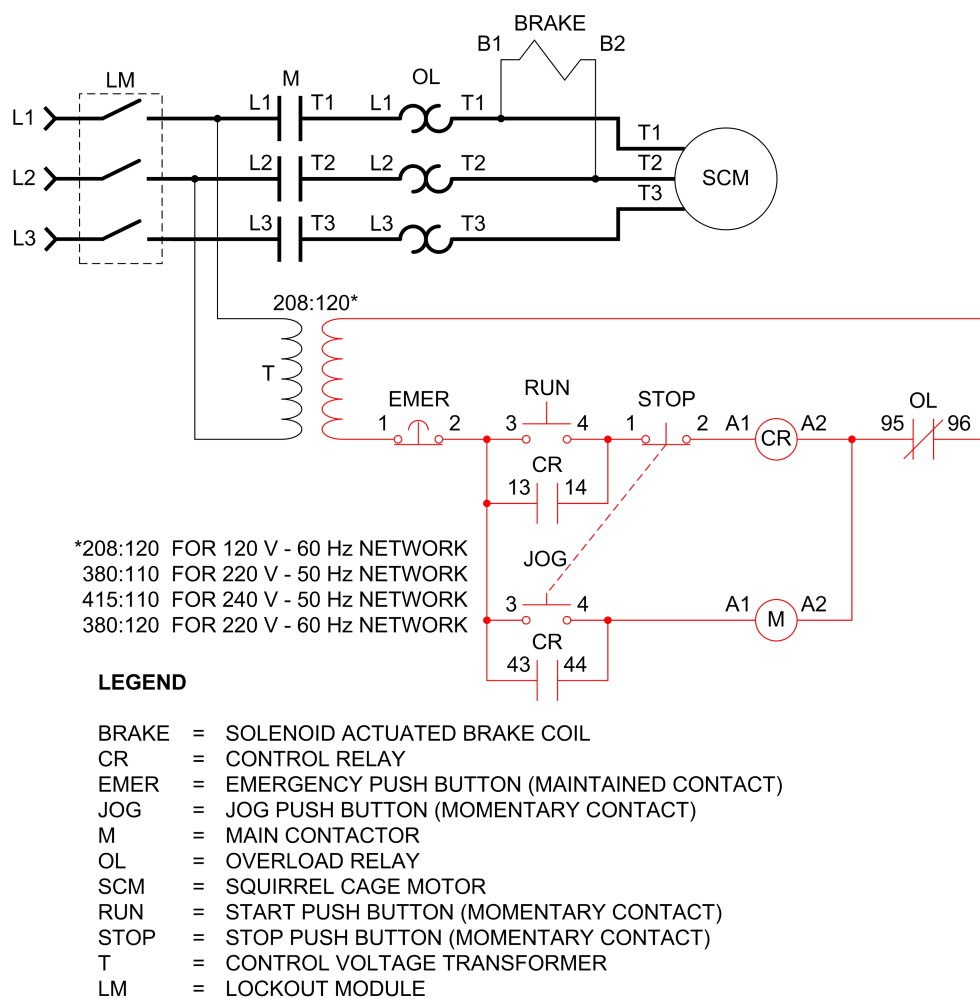 BRAKE
B1 B2
LM M OL
L1 L1 T1 L1 T1 T1
L2 L2 T2 L2 T2 T2 SCM
L3 L3 T3 L3 T3 T3
208:120*
T
EMER RUN STOP OL
1 2 3 4 1 2 A1 CR A2 95 96
CR
13 14
*208:120 FOR 120 V - 60 Hz NETWORK
380:110 FOR 220 V - 50 Hz NETWORK
415:110 FOR 240 V - 50 Hz NETWORK
380:120 FOR 220 V - 60 Hz NETWORK
JOG
3 4 A1 M A2
CR
43 44
LEGEND
BRAKE = SOLENOID ACTUATED BRAKE COIL
CR = CONTROL RELAY
EMER = EMERGENCY PUSH BUTTON (MAINTAINED CONTACT)
JOG = JOG PUSH BUTTON (MOMENTARY CONTACT)
M = MAIN CONTACTOR
OL = OVERLOAD RELAY
SCM = SQUIRREL CAGE MOTOR
RUN = START PUSH BUTTON (MOMENTARY CONTACT)
STOP = STOP PUSH BUTTON (MOMENTARY CONTACT)
T = CONTROL VOLTAGE TRANSFORMER
LM = LOCKOUT MODULE